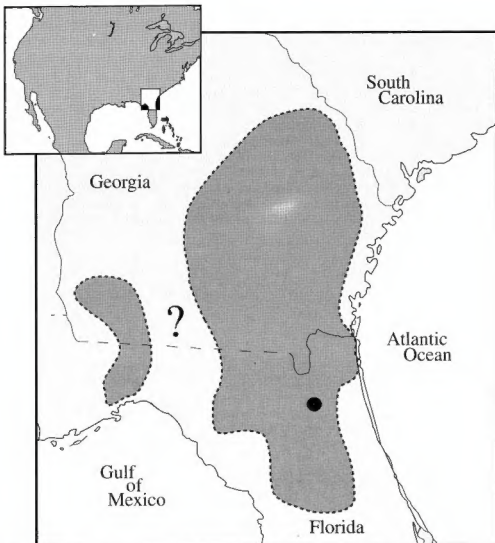 South
Carolina
Georgia
?
Atlantic
Ocean
Gulf
of
Mexico
Florida